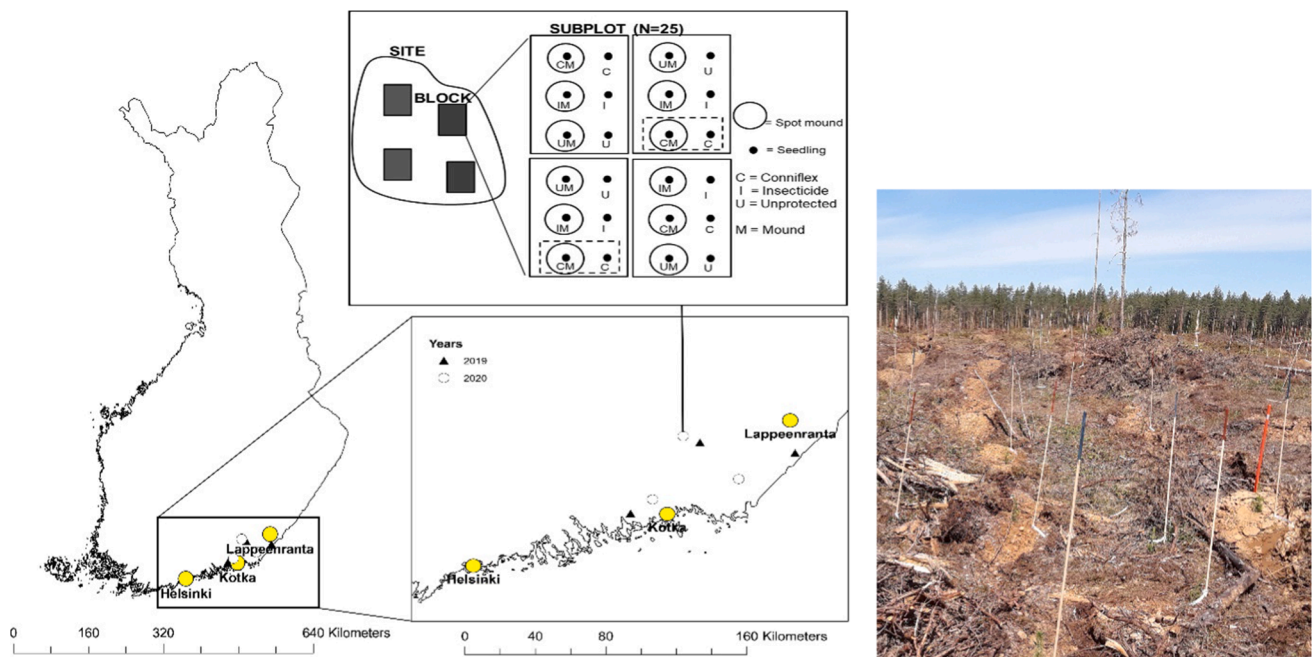 SUBPLOT (N=25)
SITE
BLOCK
CM C UM U
IM I IM I
UM U CM C
UM U IM I
IM I CM C
CM C UM U
= Spot mound
= Seedling
C = Conniflex
I = Insecticide
U = Unprotected
M = Mound
Years
2019
2020
Lappeenranta
Kotka
Helsinki
Lappeenranta
Kotka
Helsinki
0 160 320 640 Kilometers
0 40 80 160 Kilometers